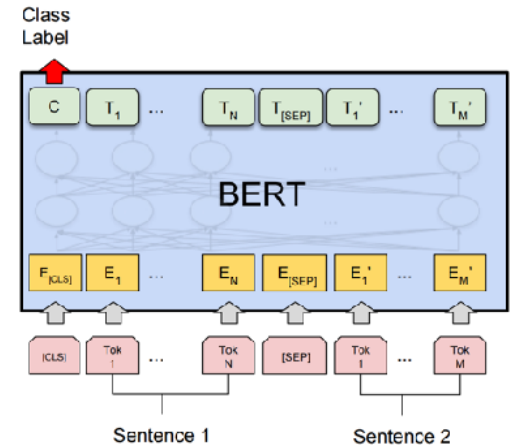 Class
Label
C T1 ... TN T[SEP] T1' ... TM'
...
BERT
...
E[CLS] E1 ... EN E[SEP] E1' ... EM'
[CLS] Tok 1 ... Tok N [SEP] Tok 1 ... Tok M
Sentence 1 Sentence 2